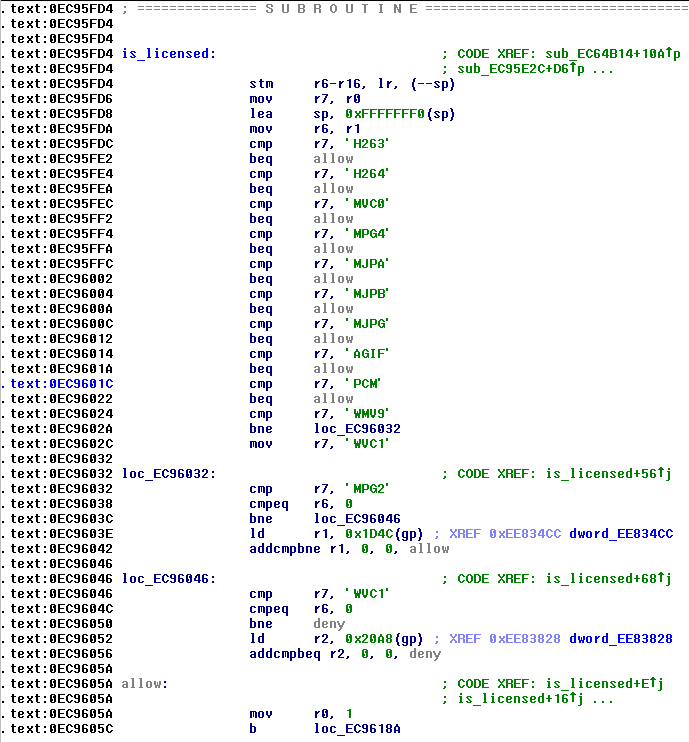 .text:0EC95FD4 ; ============== S U B R O U T I N E =======================================
.text:0EC95FD4
.text:0EC95FD4
.text:0EC95FD4 is_licensed: ; CODE XREF: sub_EC64B14+10A↑p
.text:0EC95FD4 ; sub_EC95E2C+D6↑p ...
.text:0EC95FD4 stm r6-r16, lr, (--sp)
.text:0EC95FD6 mov r7, r0
.text:0EC95FD8 lea sp, 0xFFFFFFF0(sp)
.text:0EC95FDA mov r6, r1
.text:0EC95FDC cmp r7, 'H263'
.text:0EC95FE2 beq allow
.text:0EC95FE4 cmp r7, 'H264'
.text:0EC95FEA beq allow
.text:0EC95FEC cmp r7, 'MVC0'
.text:0EC95FF2 beq allow
.text:0EC95FF4 cmp r7, 'MPG4'
.text:0EC95FFA beq allow
.text:0EC95FFC cmp r7, 'MJPA'
.text:0EC96002 beq allow
.text:0EC96004 cmp r7, 'MJPB'
.text:0EC9600A beq allow
.text:0EC9600C cmp r7, 'MJPG'
.text:0EC96012 beq allow
.text:0EC96014 cmp r7, 'AGIF'
.text:0EC9601A beq allow
.text:0EC9601C cmp r7, 'PCM'
.text:0EC96022 beq allow
.text:0EC96024 cmp r7, 'WMV9'
.text:0EC9602A bne loc_EC96032
.text:0EC9602C mov r7, 'WVC1'
.text:0EC96032
.text:0EC96032 loc_EC96032: ; CODE XREF: is_licensed+56↑j
.text:0EC96032 cmp r7, 'MPG2'
.text:0EC96038 cmpeq r6, 0
.text:0EC9603C bne loc_EC96046
.text:0EC9603E ld r1, 0x1D4C(gp) ; XREF 0xEE834CC dword_EE834CC
.text:0EC96042 addcmpbne r1, 0, 0, allow
.text:0EC96046
.text:0EC96046 loc_EC96046: ; CODE XREF: is_licensed+68↑j
.text:0EC96046 cmp r7, 'WVC1'
.text:0EC9604C cmpeq r6, 0
.text:0EC96050 bne deny
.text:0EC96052 ld r2, 0x20A8(gp) ; XREF 0xEE83828 dword_EE83828
.text:0EC96056 addcmpbeq r2, 0, 0, deny
.text:0EC9605A
.text:0EC9605A allow: ; CODE XREF: is_licensed+E↑j
.text:0EC9605A ; is_licensed+16↑j ...
.text:0EC9605A mov r0, 1
.text:0EC9605C b loc_EC9618A